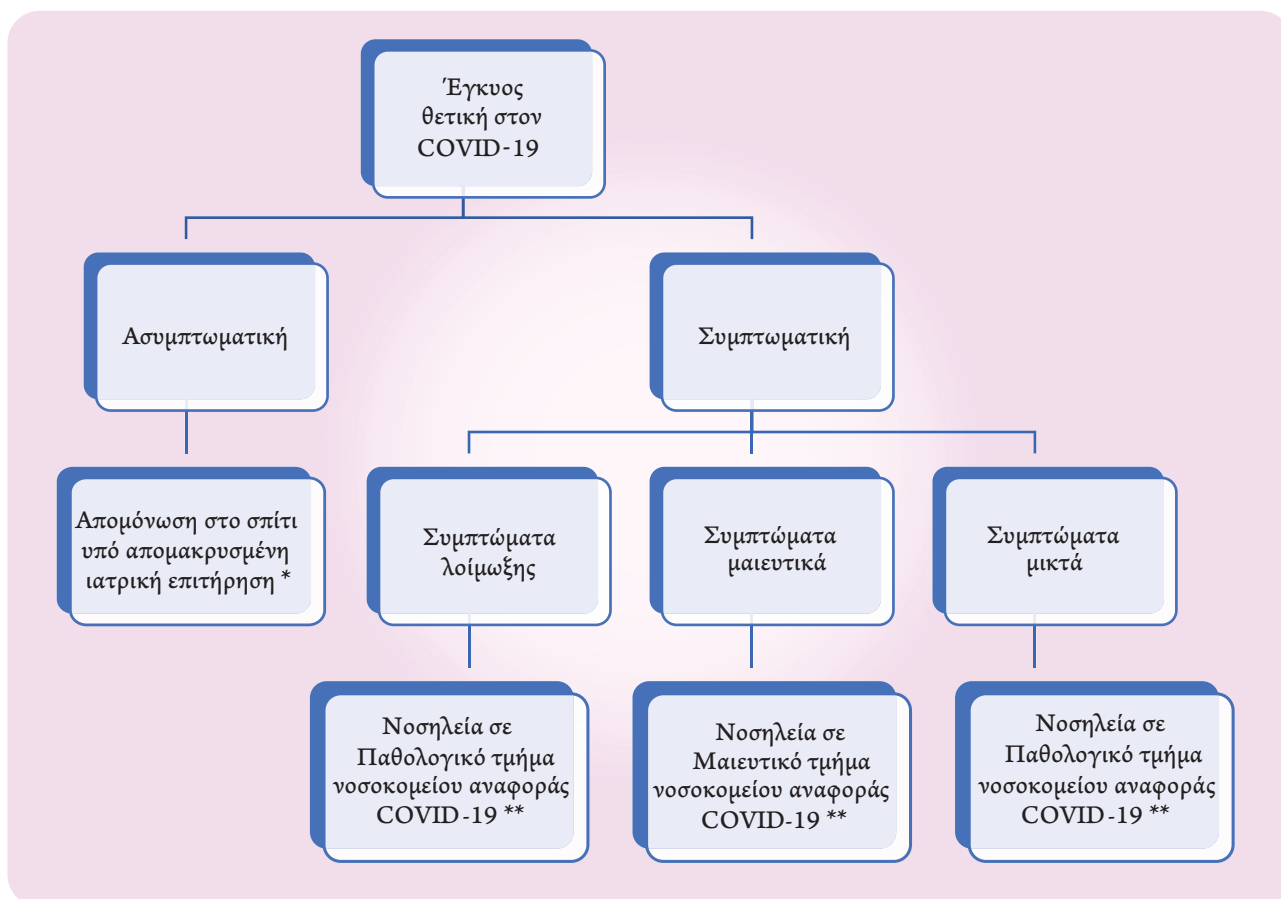 Έγκυος
θετική στον
COVID-19
Ασυμπτωματική
Συμπτωματική
Απομόνωση στο σπίτι
υπό απομακρυσμένη
ιατρική επιτήρηση *
Συμπτώματα
λοίμωξης
Συμπτώματα
μαιευτικά
Συμπτώματα
μικτά
Νοσηλεία σε
Παθολογικό τμήμα
νοσοκομείου αναφοράς
COVID-19 **
Νοσηλεία σε
Μαιευτικό τμήμα
νοσοκομείου αναφοράς
COVID-19 **
Νοσηλεία σε
Παθολογικό τμήμα
νοσοκομείου αναφοράς
COVID-19 **